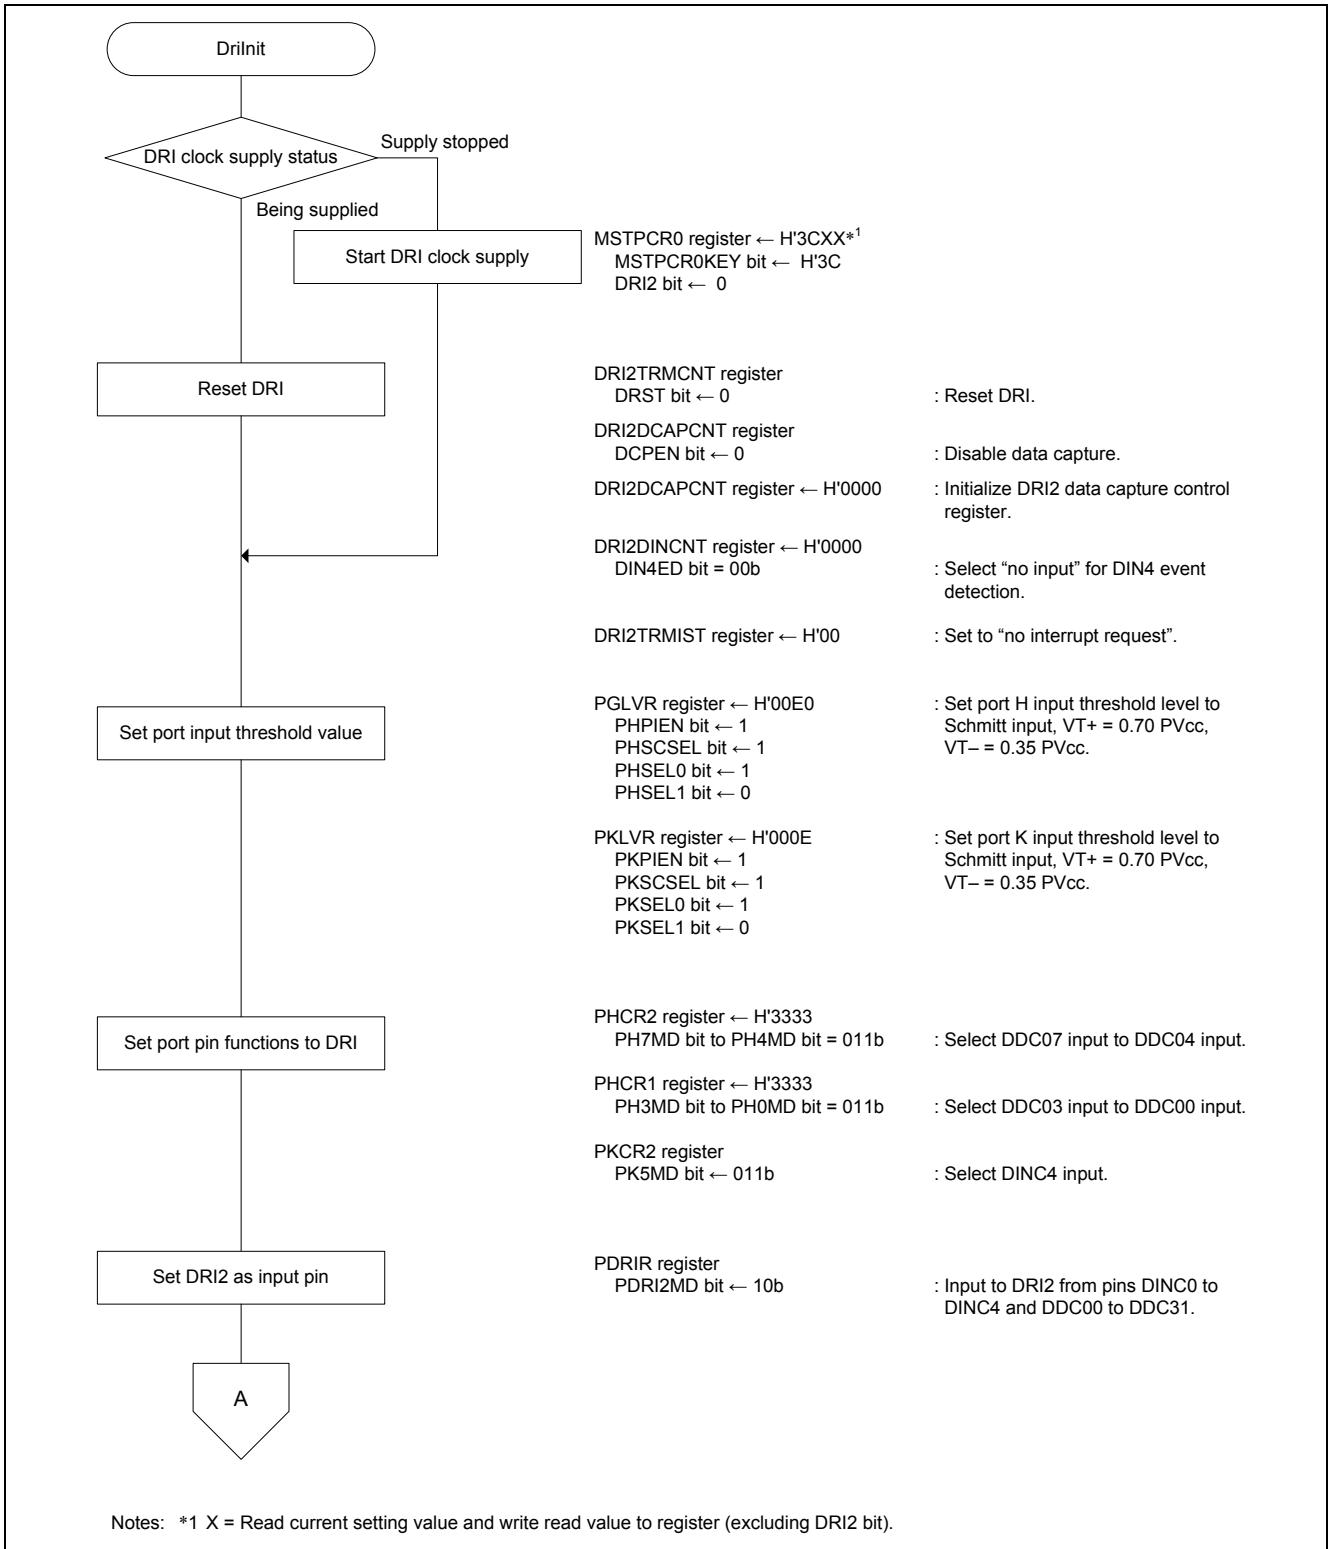 DriInit
DRI clock supply status
Supply stopped
Being supplied
Start DRI clock supply
MSTPCR0 register ← H'3CXX*1
MSTPCR0KEY bit ← H'3C
DRI2 bit ← 0
Reset DRI
DRI2TRMCNT register
DRST bit ← 0 : Reset DRI.
DRI2DCAPCNT register
DCPEN bit ← 0 : Disable data capture.
DRI2DCAPCNT register ← H'0000 : Initialize DRI2 data capture control
register.
DRI2DINCNT register ← H'0000
DIN4ED bit = 00b : Select “no input” for DIN4 event
detection.
DRI2TRMIST register ← H'00 : Set to “no interrupt request”.
Set port input threshold value
PGLVR register ← H'00E0 : Set port H input threshold level to
PHPIEN bit ← 1 Schmitt input, VT+ = 0.70 PVcc,
PHSCSEL bit ← 1 VT– = 0.35 PVcc.
PHSEL0 bit ← 1
PHSEL1 bit ← 0
PKLVR register ← H'000E : Set port K input threshold level to
PKPIEN bit ← 1 Schmitt input, VT+ = 0.70 PVcc,
PKSCSEL bit ← 1 VT– = 0.35 PVcc.
PKSEL0 bit ← 1
PKSEL1 bit ← 0
Set port pin functions to DRI
PHCR2 register ← H'3333
PH7MD bit to PH4MD bit = 011b : Select DDC07 input to DDC04 input.
PHCR1 register ← H'3333
PH3MD bit to PH0MD bit = 011b : Select DDC03 input to DDC00 input.
PKCR2 register
PK5MD bit ← 011b : Select DINC4 input.
Set DRI2 as input pin
PDRIR register
PDRI2MD bit ← 10b : Input to DRI2 from pins DINC0 to
DINC4 and DDC00 to DDC31.
A
Notes: *1 X = Read current setting value and write read value to register (excluding DRI2 bit).